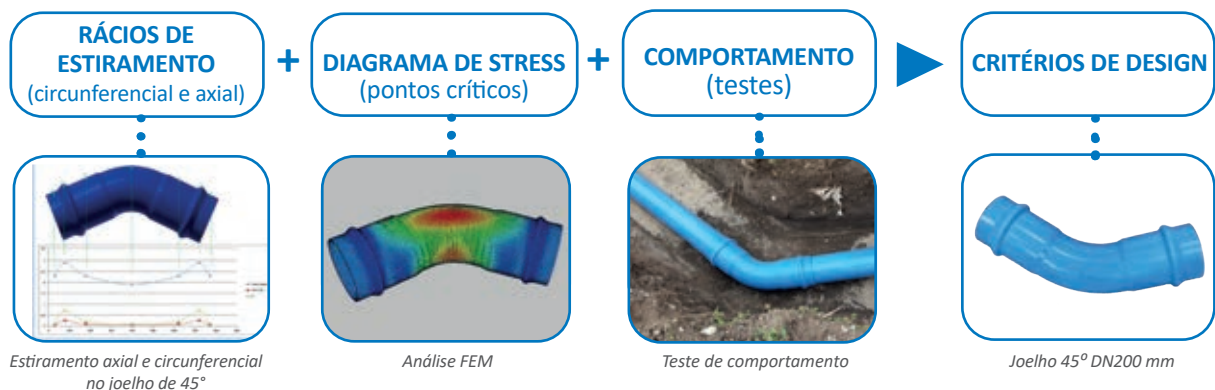 RÁCIOS DE
ESTIRAMENTO
(circunferencial e axial)
+
DIAGRAMA DE STRESS
(pontos críticos)
+
COMPORTAMENTO
(testes)
CRITÉRIOS DE DESIGN
Estiramento axial e circunferencial
no joelho de 45°
Análise FEM
Teste de comportamento
Joelho 45º DN200 mm